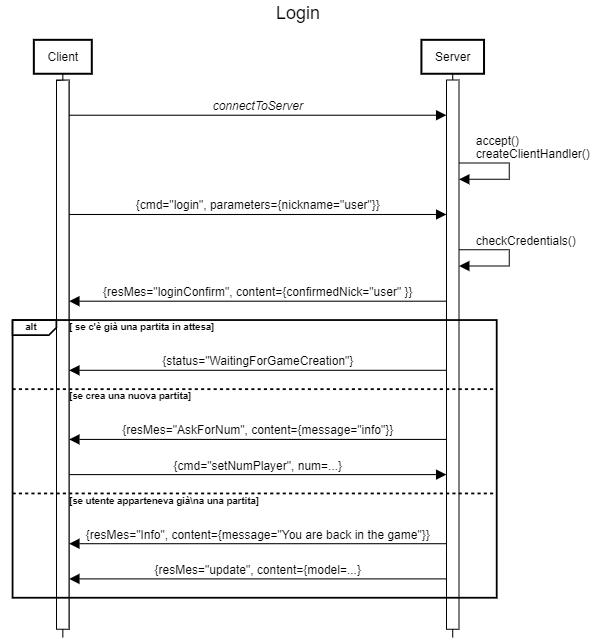 Login
Client
Server
connectToServer
accept()
createClientHandler()
{cmd="login", parameters={nickname="user"}}
checkCredentials()
{resMes="loginConfirm", content={confirmedNick="user" }}
alt
[ se c'è già una partita in attesa]
{status="WaitingForGameCreation"}
[se crea una nuova partita]
{resMes="AskForNum", content={message="info"}}
{cmd="setNumPlayer", num=...}
[se utente apparteneva già\na una partita]
{resMes="Info", content={message="You are back in the game"}}
{resMes="update", content={model=...}